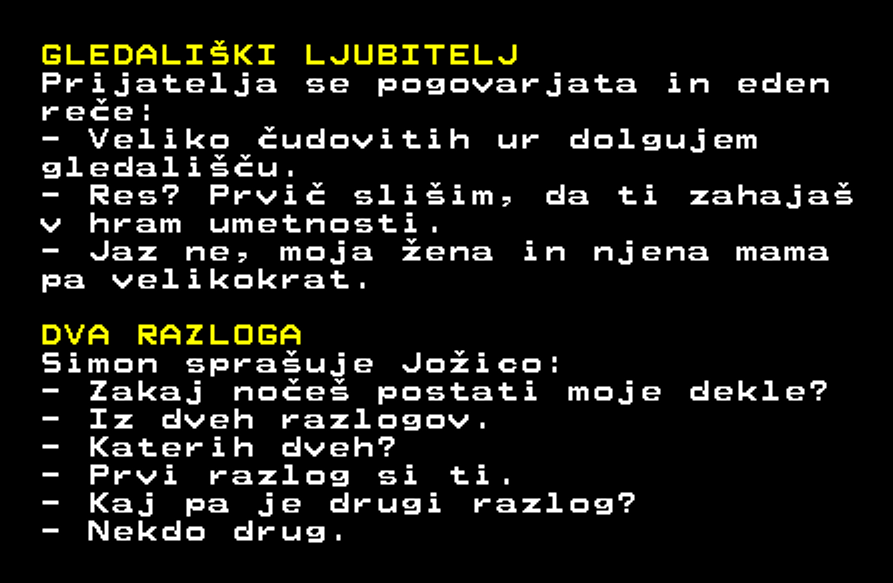 GLEDALIŠKI LJUBITELJ
Prijatelja se pogovarjata in eden
reče:
- Veliko čudovitih ur dolgujem
gledališču.
- Res? Prvič slišim, da ti zahajaš
v hram umetnosti.
- Jaz ne, moja žena in njena mama
pa velikokrat.
DVA RAZLOGA
Simon sprašuje Jožico:
- Zakaj nočeš postati moje dekle?
- Iz dveh razlogov.
- Katerih dveh?
- Prvi razlog si ti.
- Kaj pa je drugi razlog?
- Nekdo drug.